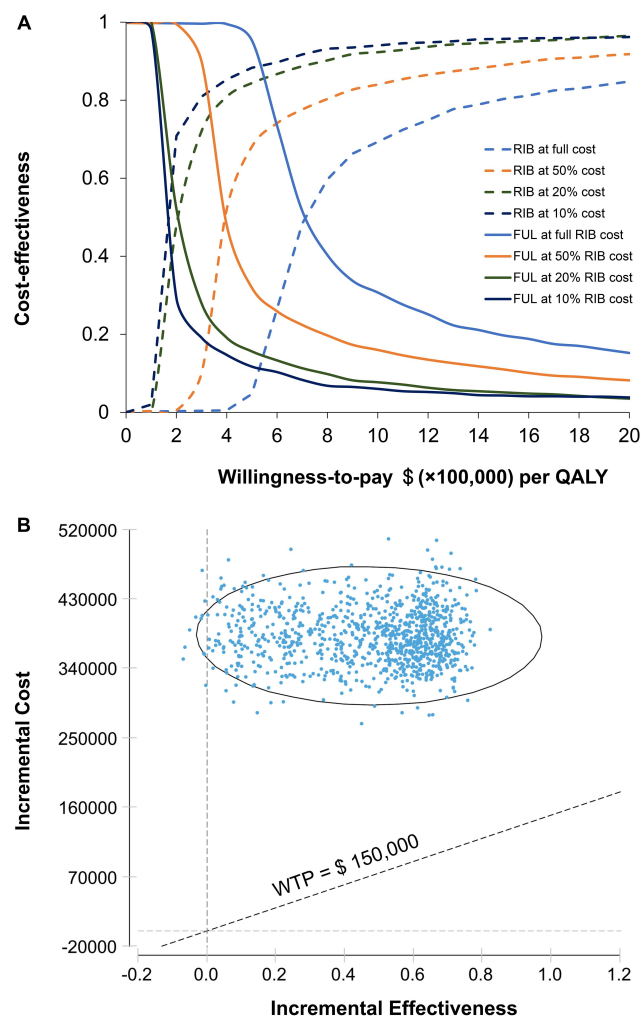 A
1
0.8
0.6
0.4
0.2
0
Cost-effectiveness
RIB at full cost
RIB at 50% cost
RIB at 20% cost
RIB at 10% cost
FUL at full RIB cost
FUL at 50% RIB cost
FUL at 20% RIB cost
FUL at 10% RIB cost
0 2 4 6 8 10 12 14 16 18 20
Willingness-to-pay $ (×100,000) per QALY
B
520000
430000
340000
250000
160000
70000
-20000
Incremental Cost
WTP = $ 150,000
-0.2 0.0 0.2 0.4 0.6 0.8 1.0 1.2
Incremental Effectiveness